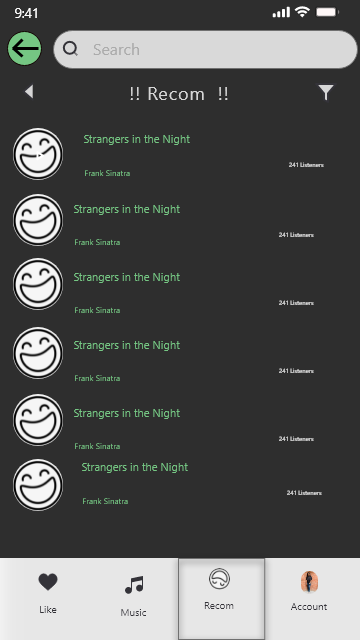 9:41
Search
!! Recom !!
Strangers in the Night
Frank Sinatra
241 Listeners
Strangers in the Night
Frank Sinatra
241 Listeners
Strangers in the Night
Frank Sinatra
241 Listeners
Strangers in the Night
Frank Sinatra
241 Listeners
Strangers in the Night
Frank Sinatra
241 Listeners
Strangers in the Night
Frank Sinatra
241 Listeners
Like
Music
Recom
Account